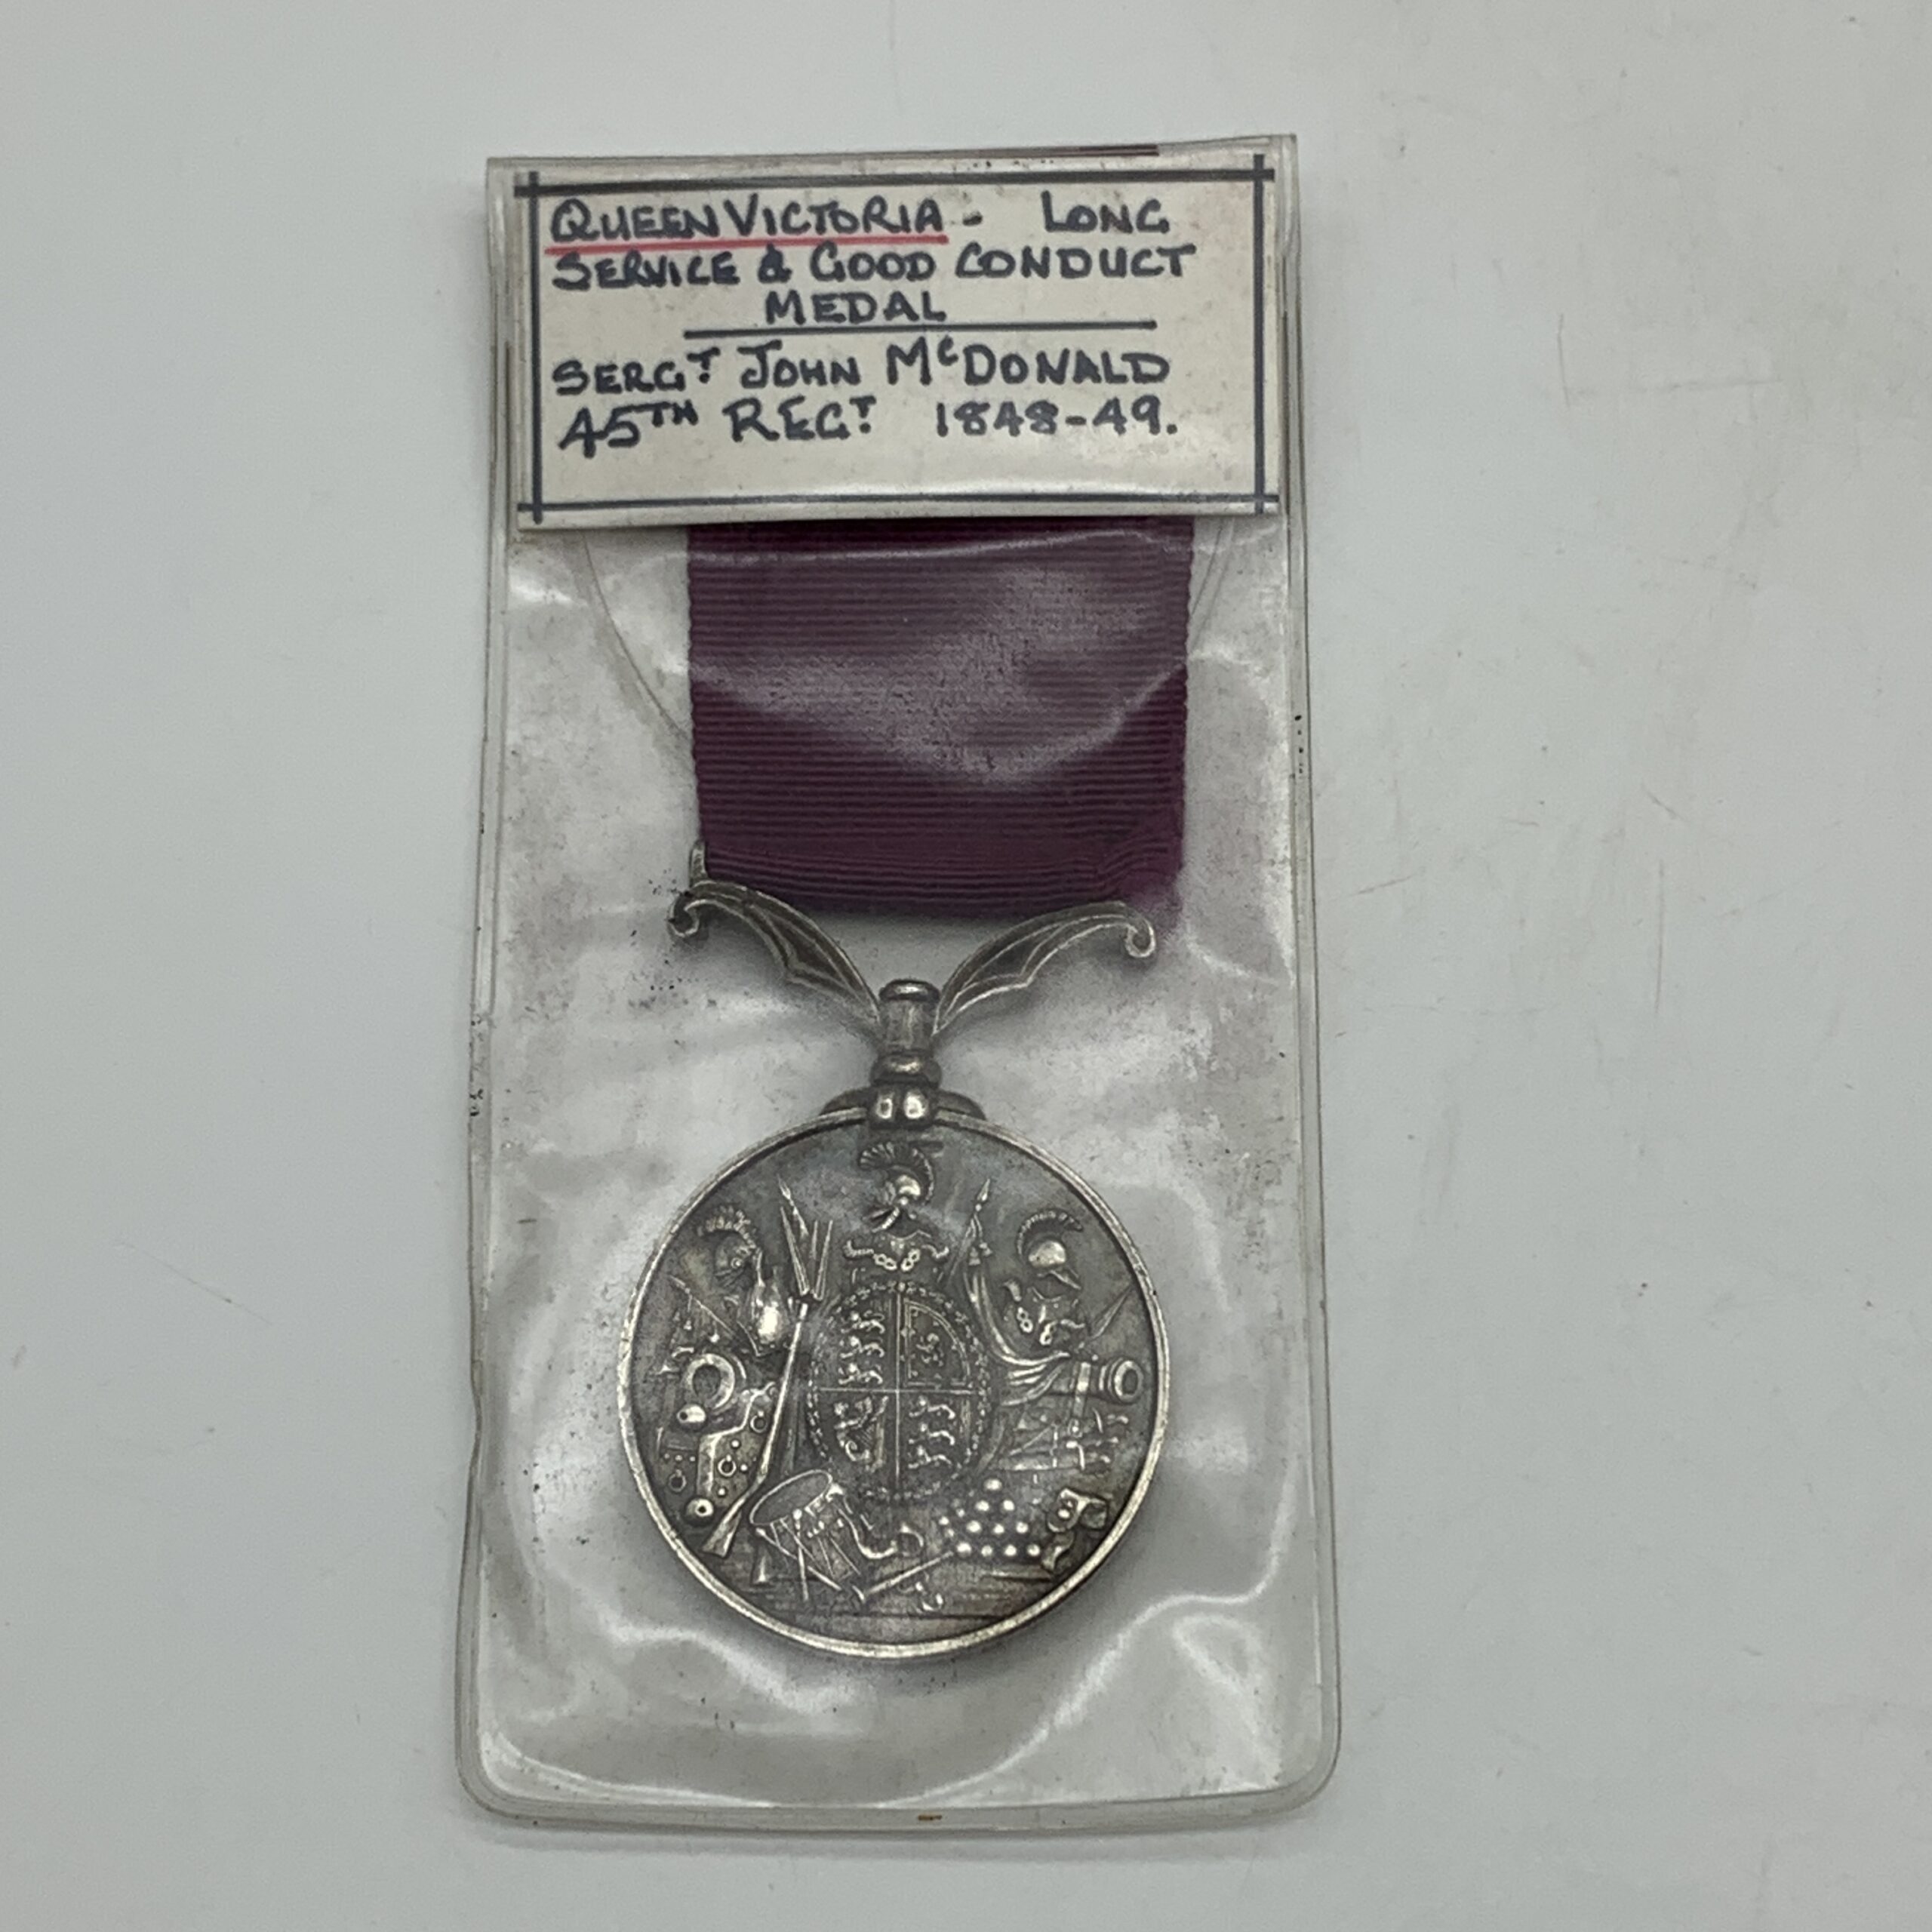 QUEEN VICTORIA - LONG
SERVICE & GOOD CONDUCT
MEDAL
SERGT JOHN McDONALD
45TH REGT 1848-49.